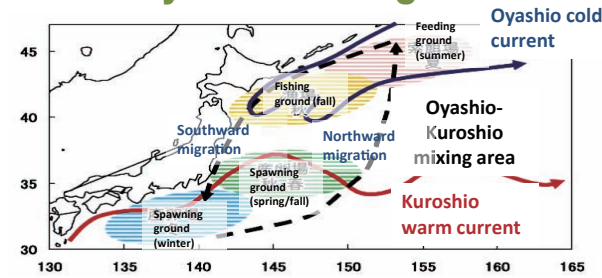 Feeding
ground
(summer)
Oyashio cold
current
45
Fishing
ground (fall)
40
Southward
migration
Northward
migration
Oyashio-
Kuroshio
mixing area
35
Spawning
ground
(spring/fall)
Spawning
ground
(winter)
Kuroshio
warm current
30
130 135 140 145 150 155 160 165